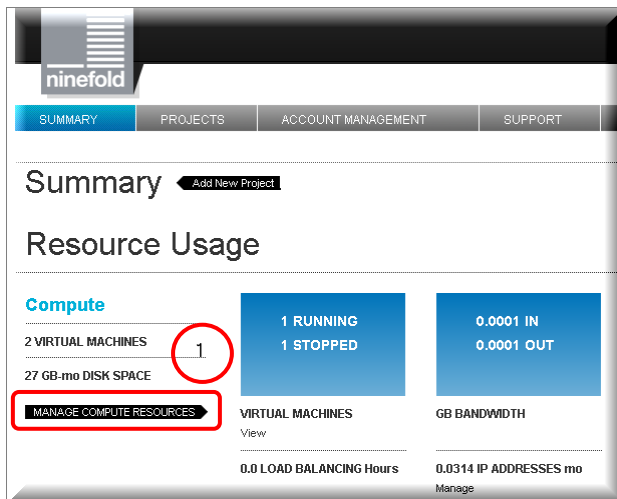 ninefold
SUMMARY PROJECTS ACCOUNT MANAGEMENT SUPPORT
Summary Add New Project
Resource Usage
Compute
2 VIRTUAL MACHINES
27 GB-mo DISK SPACE
1
MANAGE COMPUTE RESOURCES
1 RUNNING
1 STOPPED
VIRTUAL MACHINES
View
0.0 LOAD BALANCING Hours
0.0001 IN
0.0001 OUT
GB BANDWIDTH
0.0314 IP ADDRESSES mo
Manage